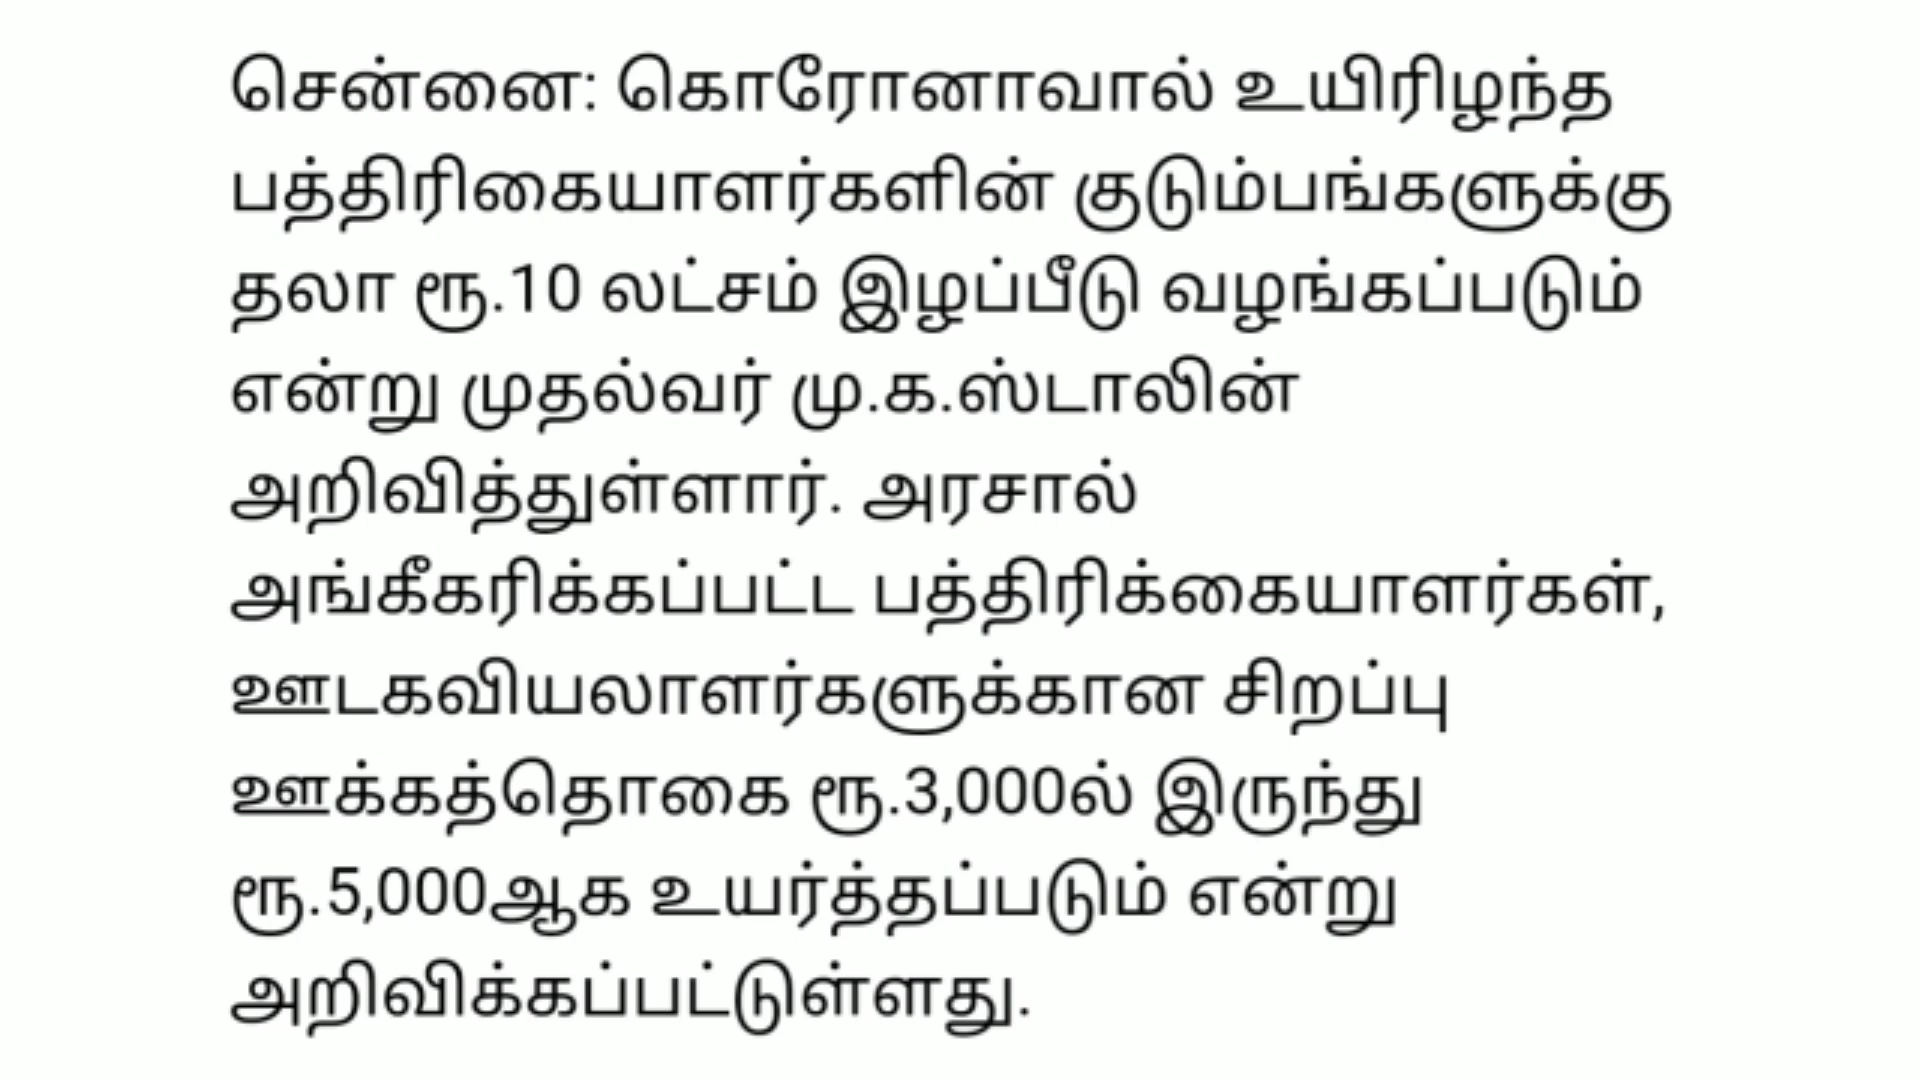 சென்னை: கொரோனாவால் உயிரிழந்த
பத்திரிகையாளர்களின் குடும்பங்களுக்கு
தலா ரூ.10 லட்சம் இழப்பீடு வழங்கப்படும்
என்று முதல்வர் மு.க.ஸ்டாலின்
அறிவித்துள்ளார். அரசால்
அங்கீகரிக்கப்பட்ட பத்திரிக்கையாளர்கள்,
ஊடகவியலாளர்களுக்கான சிறப்பு
ஊக்கத்தொகை ரூ.3,000ல் இருந்து
ரூ.5,000ஆக உயர்த்தப்படும் என்று
அறிவிக்கப்பட்டுள்ளது.